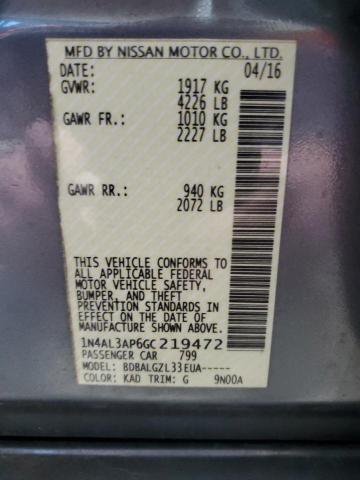 MFD BY NISSAN MOTOR CO., LTD.
DATE: 04/16
GVWR: 1917 KG
4226 LB
GAWR FR.: 1010 KG
2227 LB
GAWR RR.: 940 KG
2072 LB
THIS VEHICLE CONFORMS TO
ALL APPLICABLE FEDERAL
MOTOR VEHICLE SAFETY,
BUMPER, AND THEFT
PREVENTION STANDARDS IN
EFFECT ON THE DATE OF
MANUFACTURE SHOWN ABOVE.
1N4AL3AP6GC219472
PASSENGER CAR 799
MODEL: BDBALGZL33EUA-----
COLOR: KAD TRIM: G 9N00A